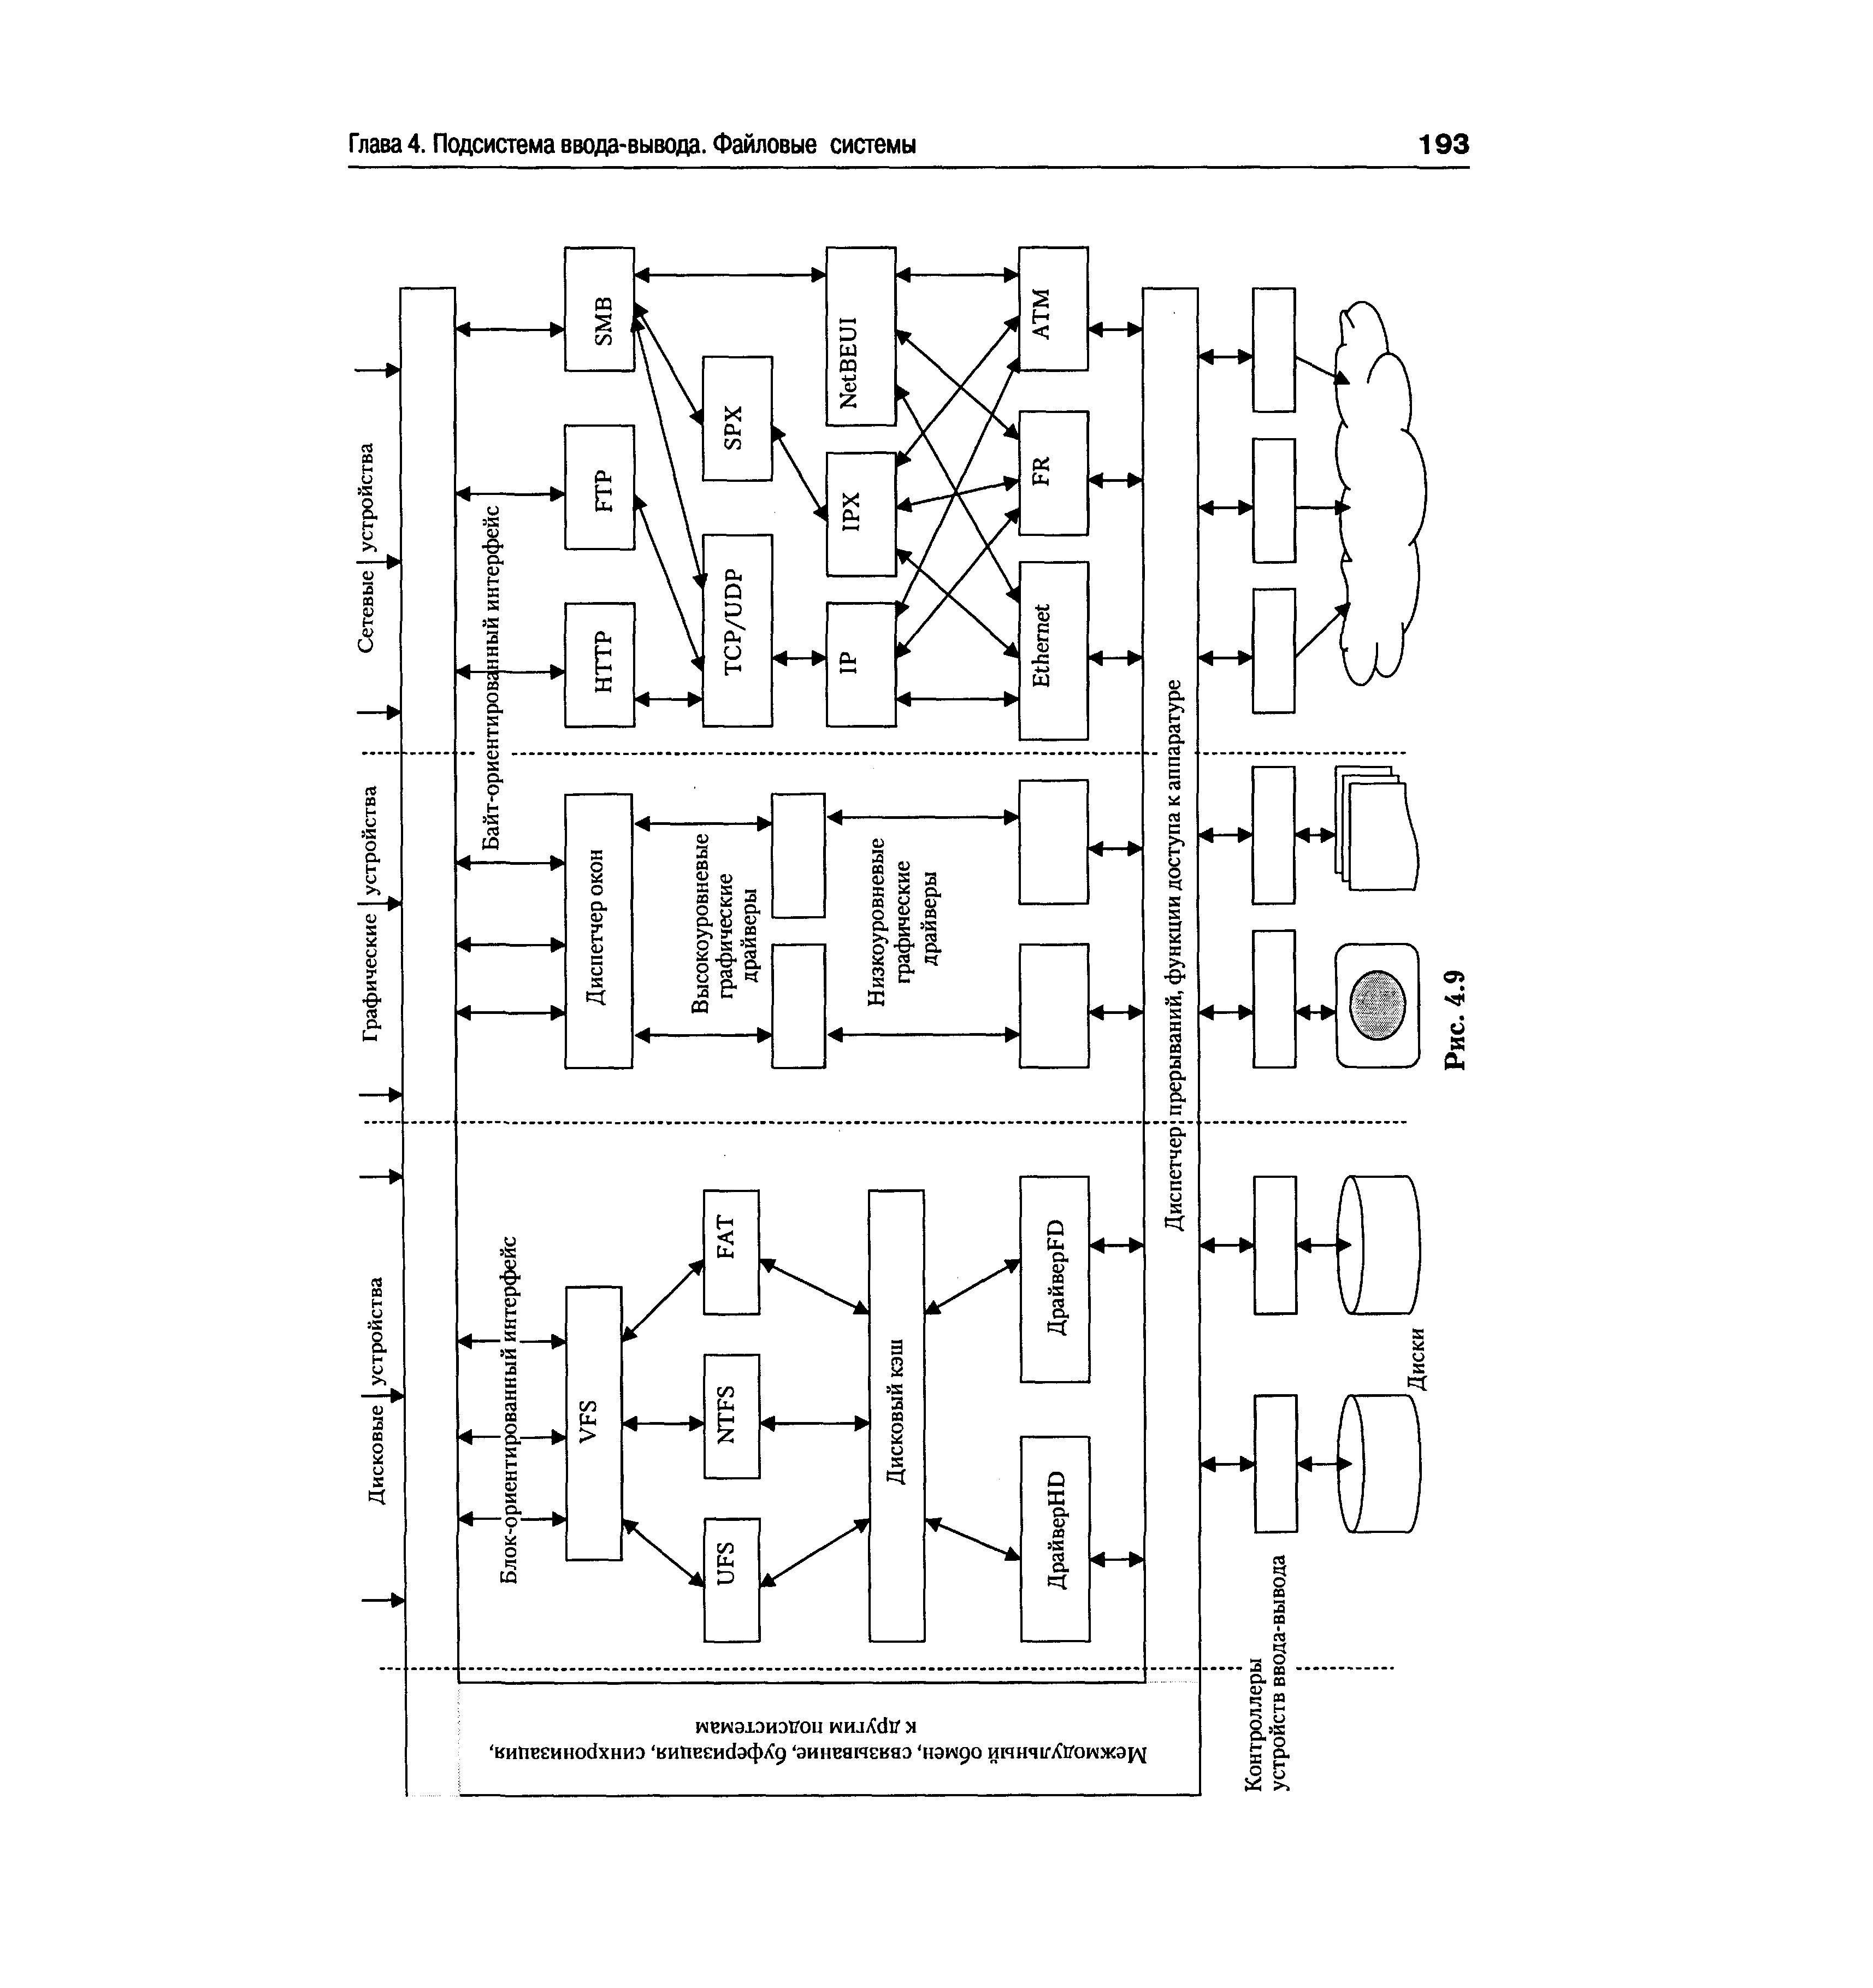 Глава 4. Подсистема ввода-вывода. Файловые системы
193
Дисковые устройства
Графические устройства
Сетевые устройства
Блок-ориентированный интерфейс
Байт-ориентированный интерфейс
VFS
Диспетчер окон
HTTP
FTP
SMB
UFS
NTFS
FAT
Высокоуровневые
графические
драйверы
TCP/UDP
SPX
Дисковый кэш
Низкоуровневые
графические
драйверы
IP
IPX
NetBEUI
ДрайверHD
ДрайверFD
Ethernet
FR
ATM
Межмодульный обмен, связывание, буферизация, синхронизация,
к другим подсистемам
Диспетчер прерываний, функции доступа к аппаратуре
Контроллеры
устройств ввода-вывода
Диски
Рис. 4.9